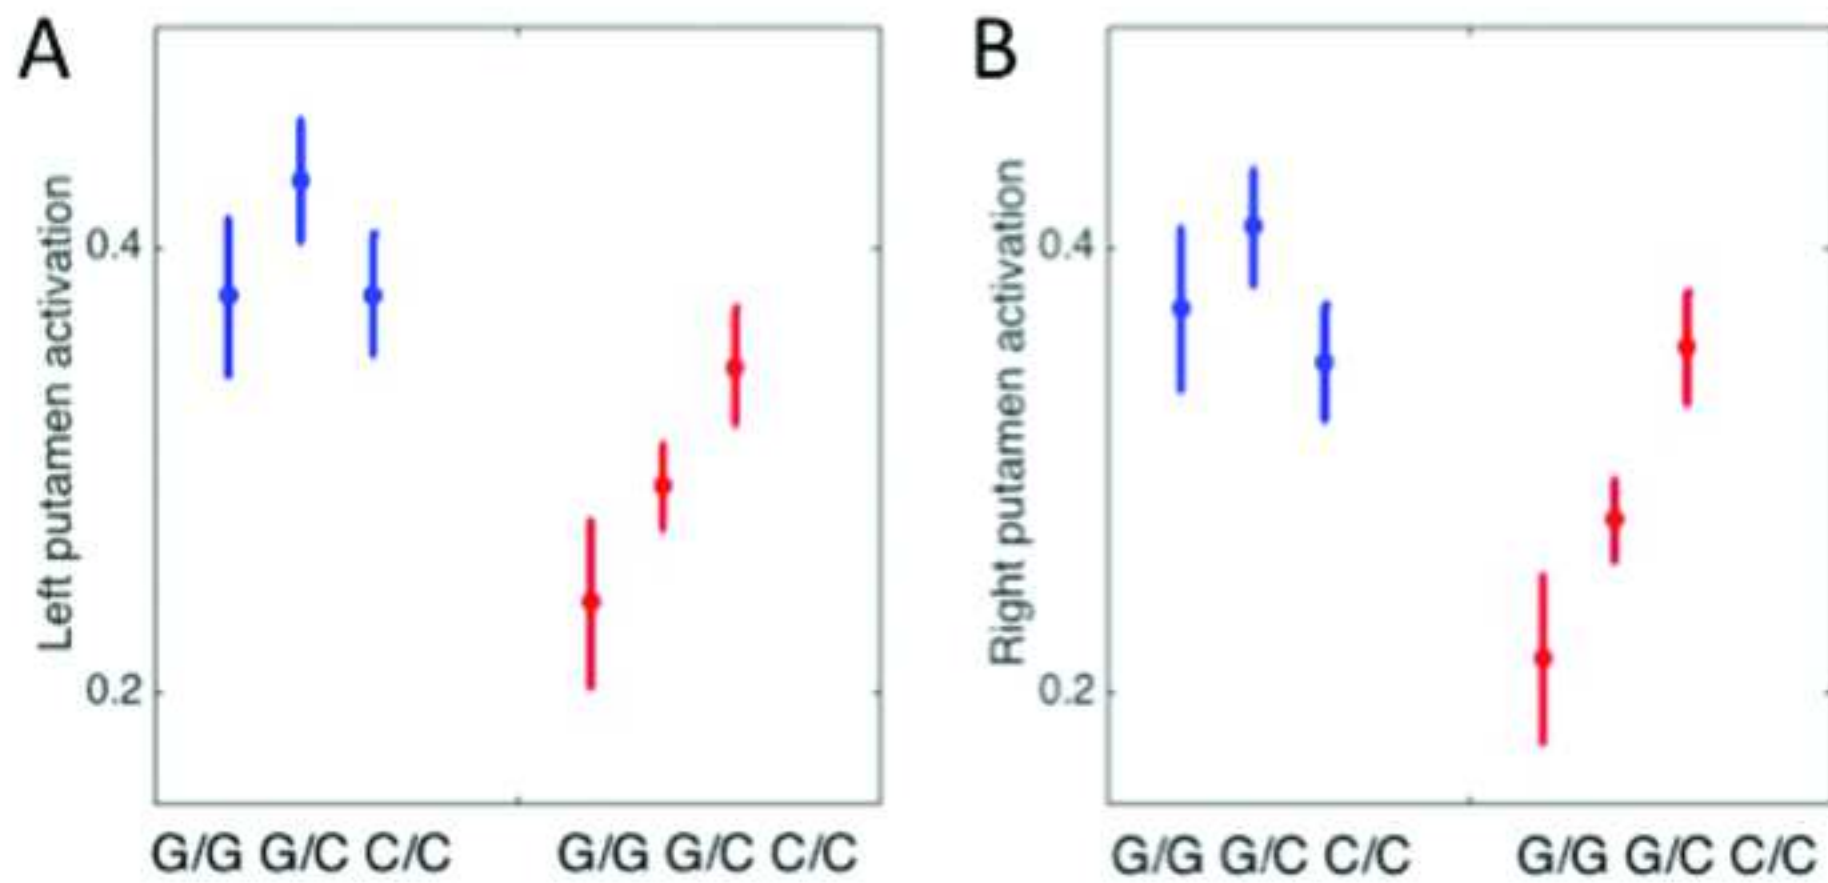 A
Left putamen activation
0.4
0.2
G/G G/C C/C G/G G/C C/C
B
Right putamen activation
0.4
0.2
G/G G/C C/C G/G G/C C/C